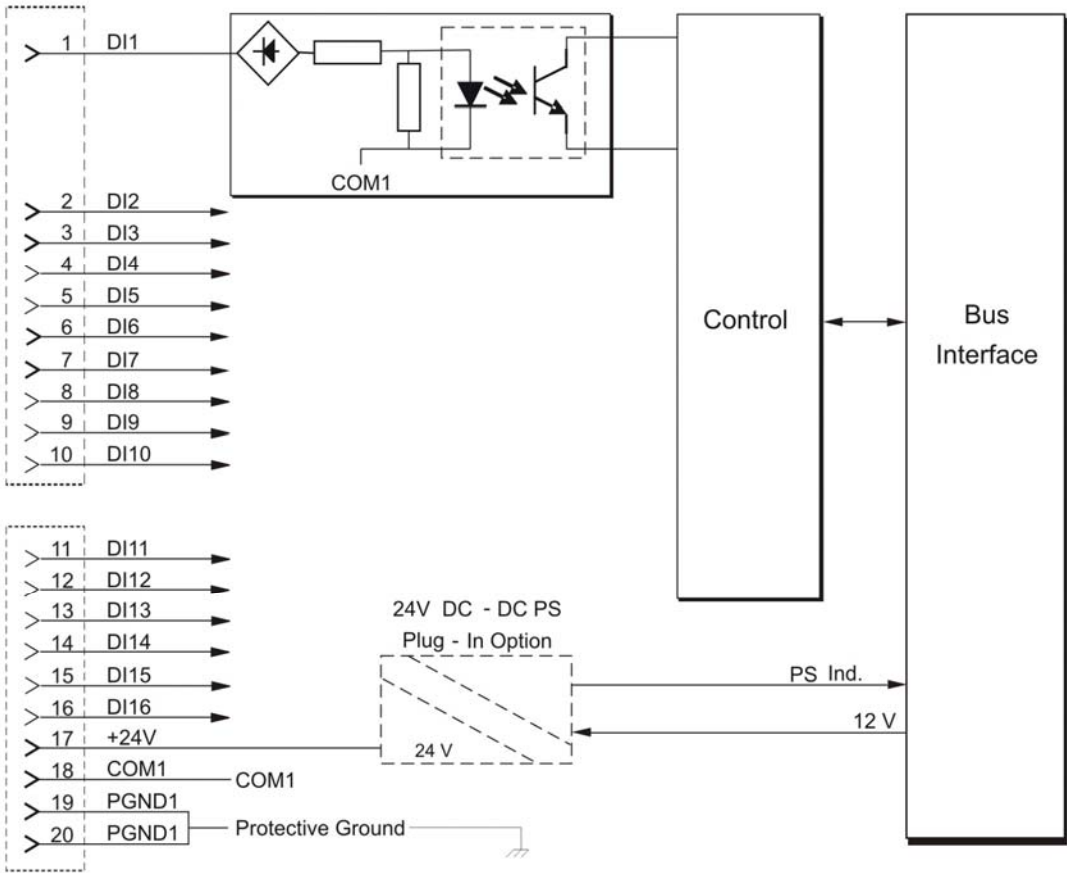 1 DI1
COM1
2 DI2
3 DI3
4 DI4
5 DI5
6 DI6
7 DI7
8 DI8
9 DI9
10 DI10
Control
Bus
Interface
11 DI11
12 DI12
13 DI13
14 DI14
15 DI15
16 DI16
17 +24V
18 COM1
COM1
19 PGND1
20 PGND1
Protective Ground
24V DC - DC PS
Plug - In Option
24 V
PS Ind.
12 V